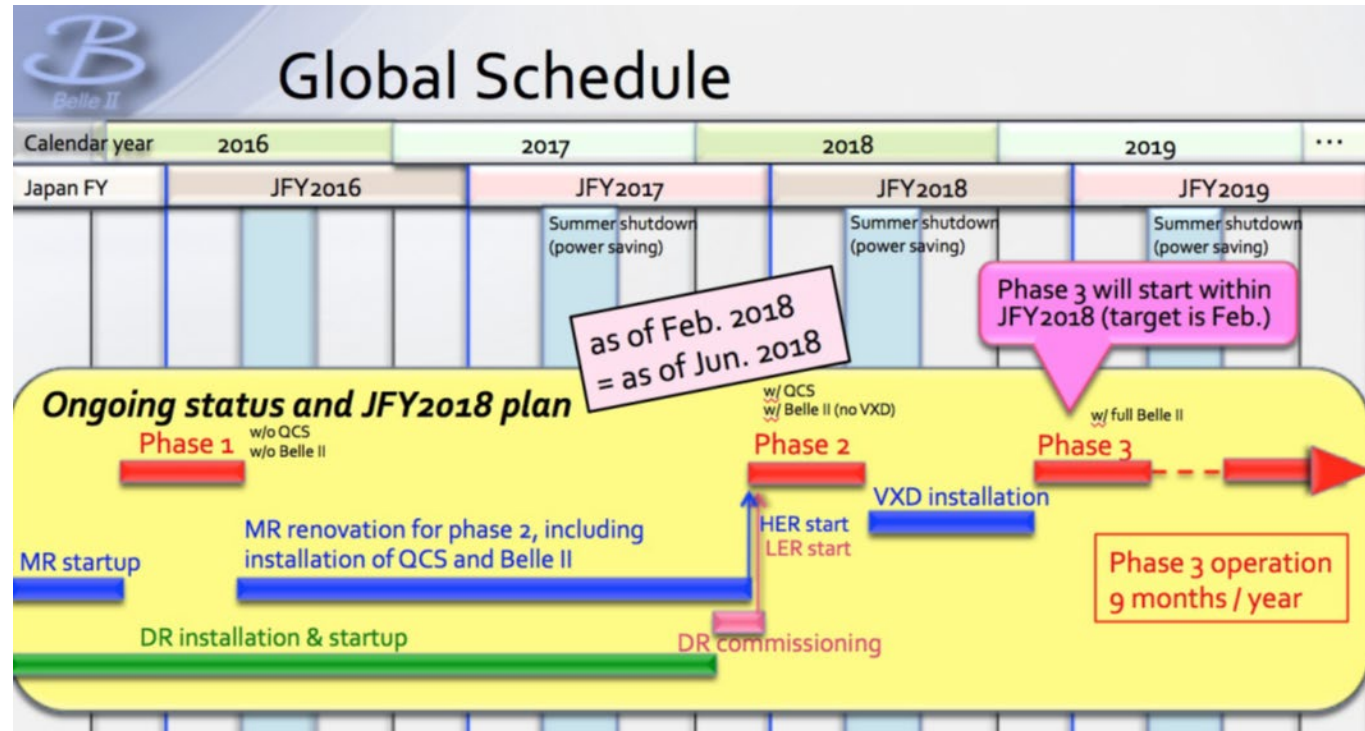 B
Belle II
Global Schedule
Calendar year 2016 2017 2018 2019 ...
Japan FY JFY2016 JFY2017 JFY2018 JFY2019
Summer shutdown
(power saving)
Summer shutdown
(power saving)
Summer shutdown
(power saving)
Phase 3 will start within
JFY2018 (target is Feb.)
as of Feb. 2018
= as of Jun. 2018
Ongoing status and JFY2018 plan
Phase 1
w/o QCS
w/o Belle II
w/ QCS
w/ Belle II (no VXD)
Phase 2
w/ full Belle II
Phase 3
VXD installation
MR startup
MR renovation for phase 2, including
installation of QCS and Belle II
HER start
LER start
Phase 3 operation
9 months / year
DR installation & startup
DR commissioning